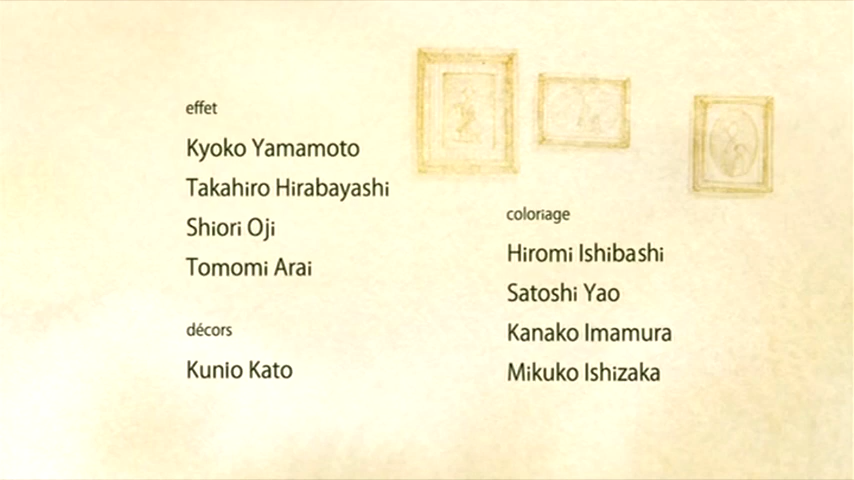 effet
Kyoko Yamamoto
Takahiro Hirabayashi
Shiori Oji
Tomomi Arai
décors
Kunio Kato
coloriage
Hiromi Ishibashi
Satoshi Yao
Kanako Imamura
Mikuko Ishizaka